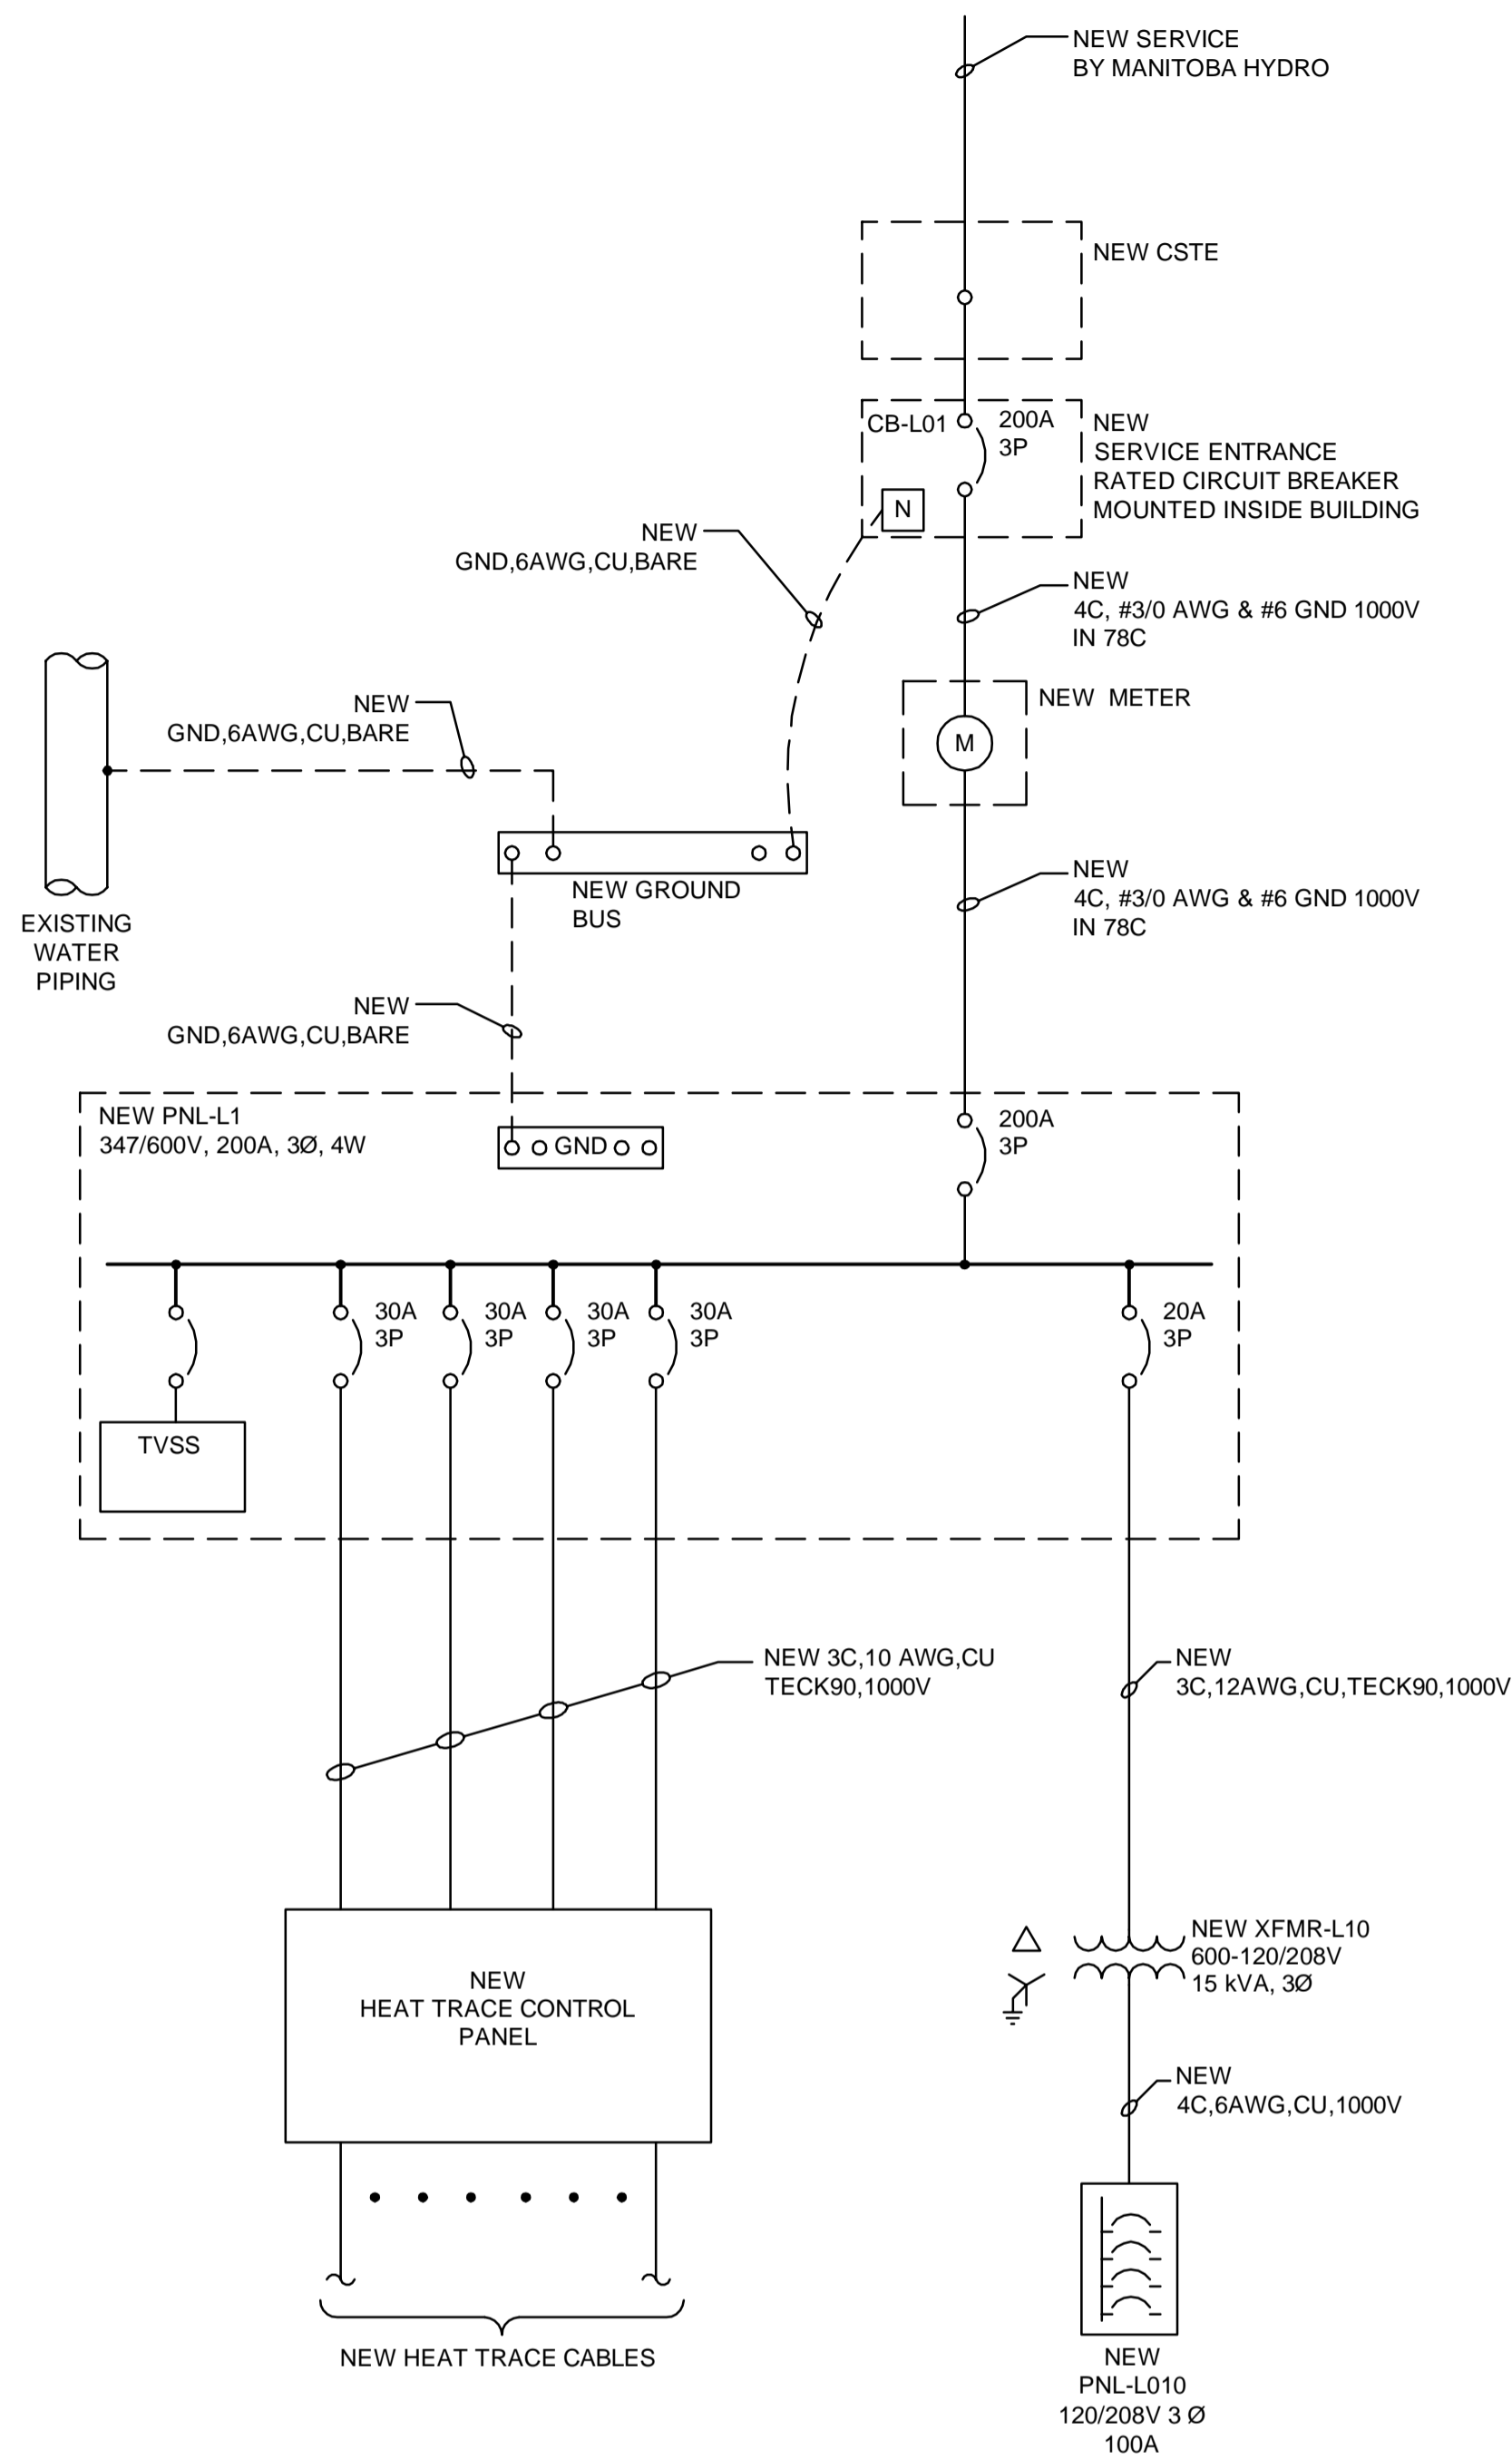 NEW SERVICE
BY MANITOBA HYDRO
NEW CSTE
CB-L01
200A
3P
NEW
SERVICE ENTRANCE
RATED CIRCUIT BREAKER
MOUNTED INSIDE BUILDING
N
NEW
GND,6AWG,CU,BARE
NEW
4C, #3/0 AWG & #6 GND 1000V
IN 78C
NEW METER
M
NEW
GND,6AWG,CU,BARE
NEW GROUND
BUS
NEW
4C, #3/0 AWG & #6 GND 1000V
IN 78C
EXISTING
WATER
PIPING
NEW
GND,6AWG,CU,BARE
NEW PNL-L1
347/600V, 200A, 3Ø, 4W
GND
200A
3P
30A
3P
30A
3P
30A
3P
30A
3P
20A
3P
TVSS
NEW 3C,10 AWG,CU
TECK90,1000V
NEW
3C,12AWG,CU,TECK90,1000V
NEW XFMR-L10
600-120/208V
15 kVA, 3Ø
NEW
HEAT TRACE CONTROL
PANEL
NEW
4C,6AWG,CU,1000V
NEW HEAT TRACE CABLES
NEW
PNL-L010
120/208V 3 Ø
100A